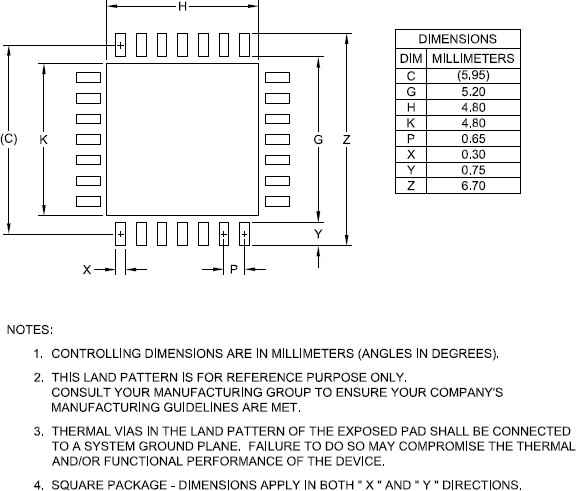 H
DIMENSIONS
DIM MILLIMETERS
C (5.95)
G 5.20
H 4.80
K 4.80
P 0.65
X 0.30
Y 0.75
Z 6.70
(C) K G Z
Y
X P
NOTES:
1. CONTROLLING DIMENSIONS ARE IN MILLIMETERS (ANGLES IN DEGREES).
2. THIS LAND PATTERN IS FOR REFERENCE PURPOSE ONLY.
CONSULT YOUR MANUFACTURING GROUP TO ENSURE YOUR COMPANY'S
MANUFACTURING GUIDELINES ARE MET.
3. THERMAL VIAS IN THE LAND PATTERN OF THE EXPOSED PAD SHALL BE CONNECTED
TO A SYSTEM GROUND PLANE. FAILURE TO DO SO MAY COMPROMISE THE THERMAL
AND/OR FUNCTIONAL PERFORMANCE OF THE DEVICE.
4. SQUARE PACKAGE - DIMENSIONS APPLY IN BOTH " X " AND " Y " DIRECTIONS.